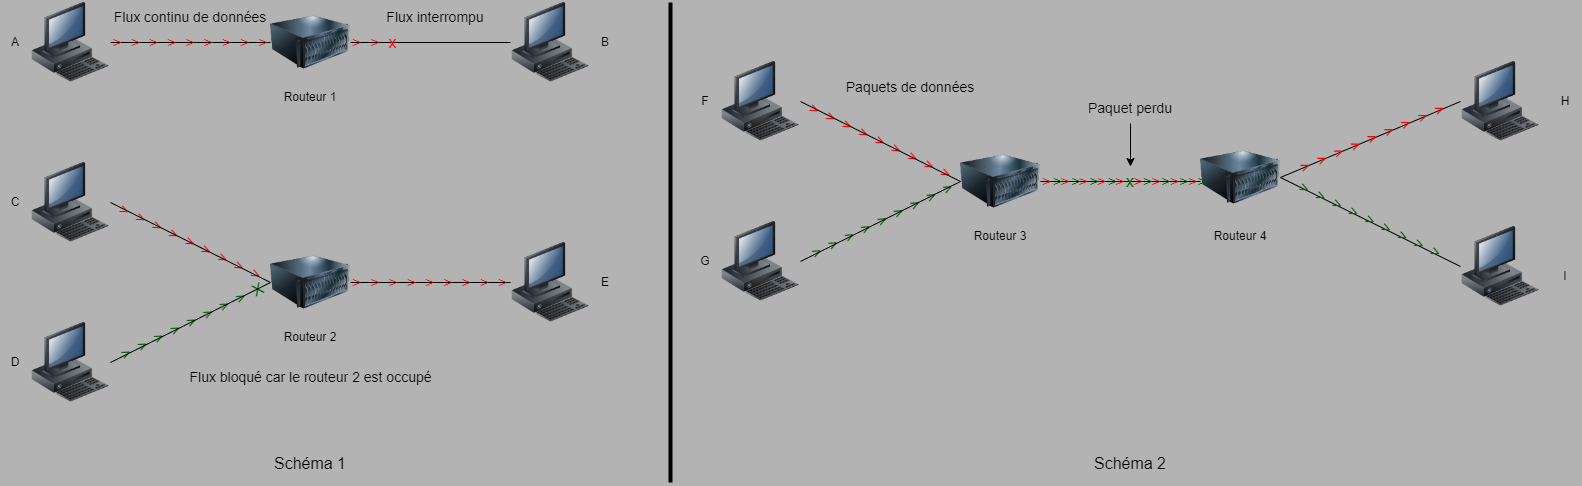 Flux continu de données
Flux interrompu
A
B
Routeur 1
C
E
Routeur 2
D
Flux bloqué car le routeur 2 est occupé
Schéma 1
Paquets de données
Paquet perdu
F
H
Routeur 3
Routeur 4
G
I
Schéma 2